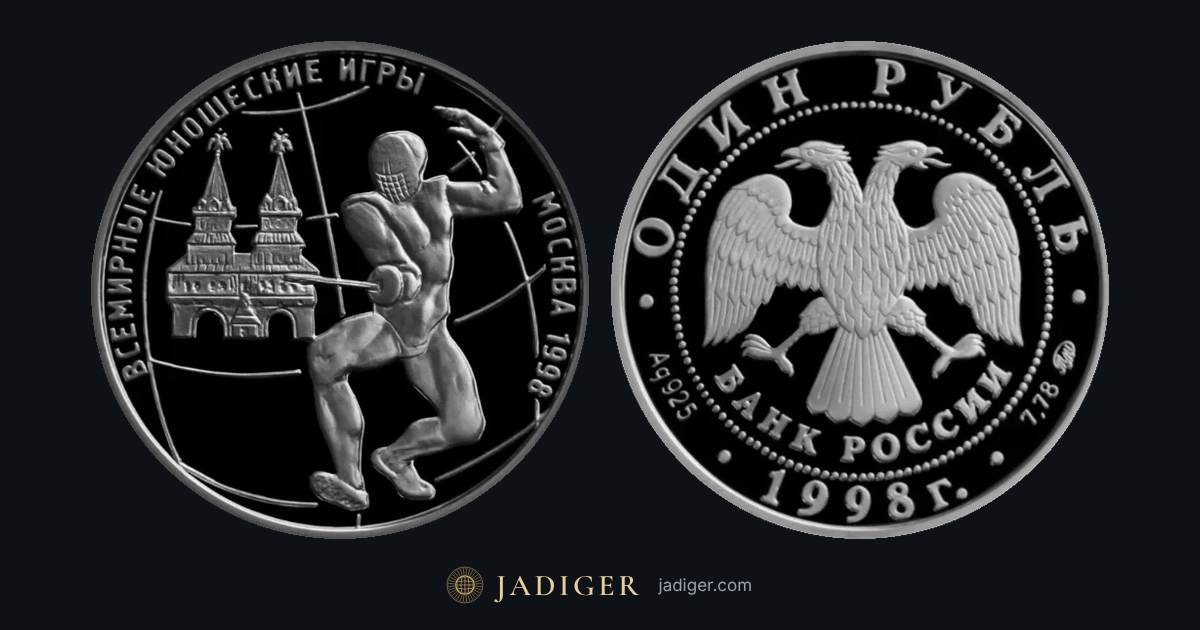 ВСЕМИРНЫЕ ЮНОШЕСКИЕ ИГРЫ
МОСКВА 1998
ОДИН РУБЛЬ
Ag 925
БАНК РОССИИ
7,78
1998 г.
JADIGER
jadiger.com